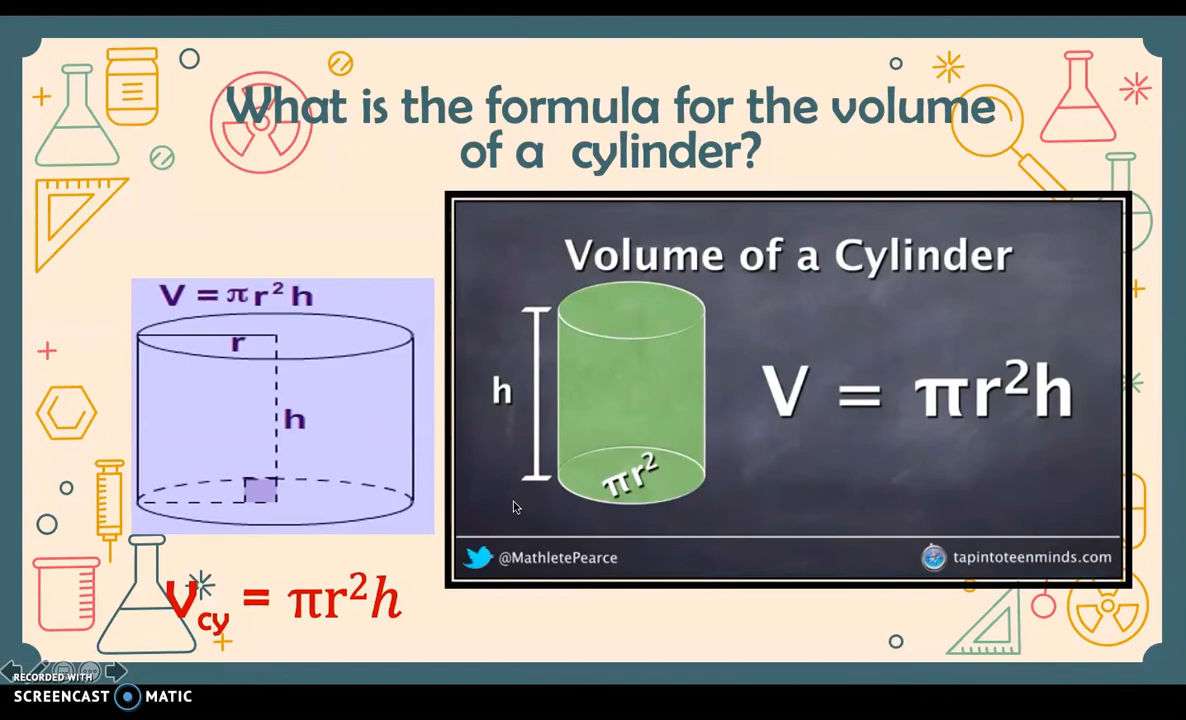 What is the formula for the volume
of a cylinder?
V = πr²h
r
h
Volume of a Cylinder
h
V = πr²h
πr²
@MathletePearce
tapintoteenminds.com
Vcy = πr²h
RECORDED WITH
SCREENCAST MATIC